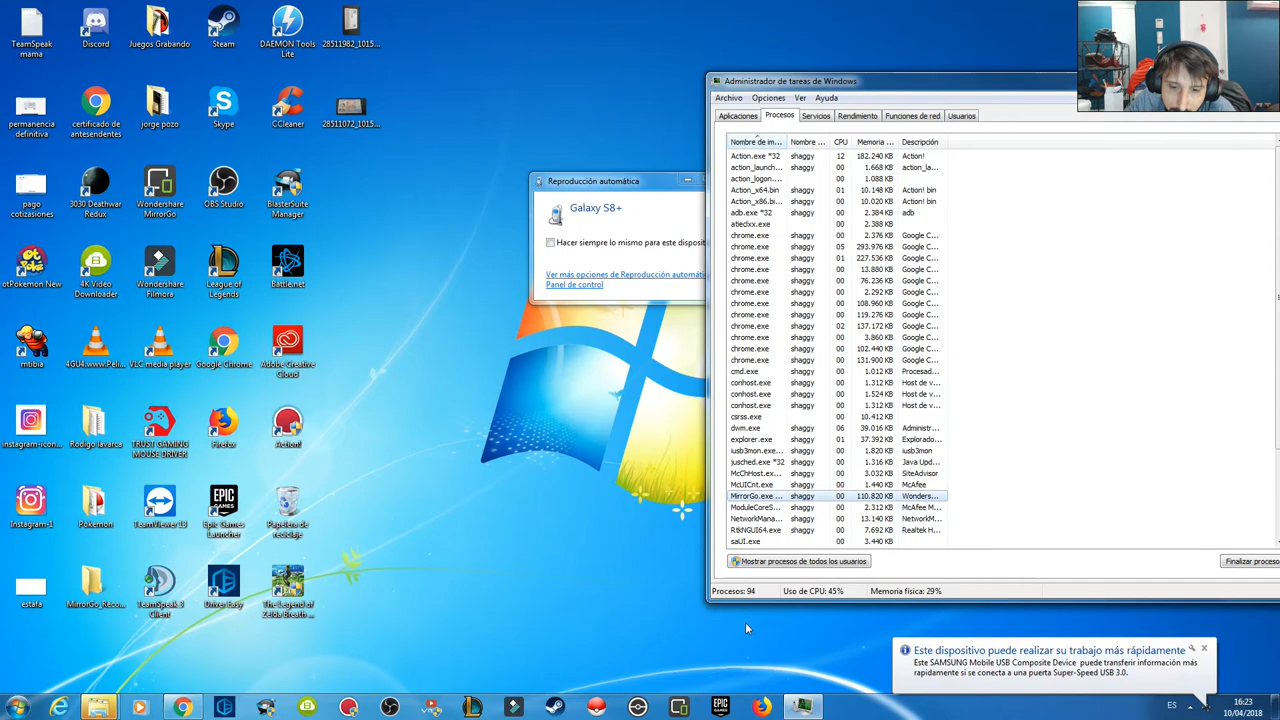 TeamSpeak
mama
Discord
Juegos Grabando
Steam
DAEMON Tools
Lite
28511982_1015...
permanencia
definitiva
certificado de
antesendentes
jorge pozo
Skype
CCleaner
28511072_1015...
pago
cotizasiones
3030 Deathwar
Redux
Wondershare
MirrorGo
OBS Studio
BlasterSuite
Manager
otPokemon New
4K Video
Downloader
Wondershare
Filmora
League of
Legends
Battle.net
mtibia
4GU4.www.Peli...
VLC media player
Google Chrome
Adobe Creative
Cloud
instagram-icon...
Rodigo lavarca
TRUST GAMING
MOUSE DRIVER
Firefox
Action!
Instagram-1
Pokemon
TeamViewer 13
Epic Games
Launcher
Papelera de
reciclaje
estafa
MirrorGo_Reco...
TeamSpeak 3
Client
Driver Easy
The Legend of
Zelda Breath ...
Reproducción automática
Galaxy S8+
Hacer siempre lo mismo para este disposit
Ver más opciones de Reproducción automáti
Panel de control
Administrador de tareas de Windows
Archivo Opciones Ver Ayuda
Aplicaciones Procesos Servicios Rendimiento Funciones de red Usuarios
Nombre de im... Nombre ... CPU Memoria ... Descripción
Action.exe *32 shaggy 12 182.240 KB Action!
action_launch... shaggy 00 1.668 KB action_la...
action_logon.... shaggy 00 1.088 KB
Action_x64.bin shaggy 01 10.148 KB Action! bin
Action_x86.bi... shaggy 00 10.020 KB Action! bin
adb.exe *32 shaggy 00 2.384 KB adb
atieclxx.exe 00 2.388 KB
chrome.exe shaggy 00 2.376 KB Google C...
chrome.exe shaggy 05 293.976 KB Google C...
chrome.exe shaggy 01 227.536 KB Google C...
chrome.exe shaggy 00 13.880 KB Google C...
chrome.exe shaggy 00 76.236 KB Google C...
chrome.exe shaggy 00 2.292 KB Google C...
chrome.exe shaggy 00 108.960 KB Google C...
chrome.exe shaggy 00 119.276 KB Google C...
chrome.exe shaggy 02 137.172 KB Google C...
chrome.exe shaggy 00 3.860 KB Google C...
chrome.exe shaggy 00 102.440 KB Google C...
chrome.exe shaggy 00 131.900 KB Google C...
cmd.exe shaggy 00 1.012 KB Procesad...
conhost.exe shaggy 00 1.312 KB Host de v...
conhost.exe shaggy 00 1.524 KB Host de v...
conhost.exe shaggy 00 1.312 KB Host de v...
csrss.exe 00 10.412 KB
dwm.exe shaggy 06 39.016 KB Administr...
explorer.exe shaggy 01 37.392 KB Explorado...
iusb3mon.exe... shaggy 00 1.820 KB iusb3mon
jusched.exe *32 shaggy 00 1.316 KB Java Upd...
McChHost.ex... shaggy 00 3.032 KB SiteAdvisor
McUICnt.exe shaggy 00 1.440 KB McAfee
MirrorGo.exe ... shaggy 00 110.820 KB Wonders...
ModuleCoreS... shaggy 00 2.312 KB McAfee M...
NetworkMana... shaggy 00 13.140 KB NetworkM...
RtkNGUI64.exe shaggy 00 7.692 KB Realtek H...
saUI.exe shaggy 00 3.440 KB
Mostrar procesos de todos los usuarios
Finalizar proceso
Procesos: 94 Uso de CPU: 45% Memoria física: 29%
Este dispositivo puede realizar su trabajo más rápidamente
Este SAMSUNG Mobile USB Composite Device puede transferir información más
rápidamente si se conecta a una puerta Super-Speed USB 3.0.
EPIC
GAMES
ES
16:23
10/04/2018